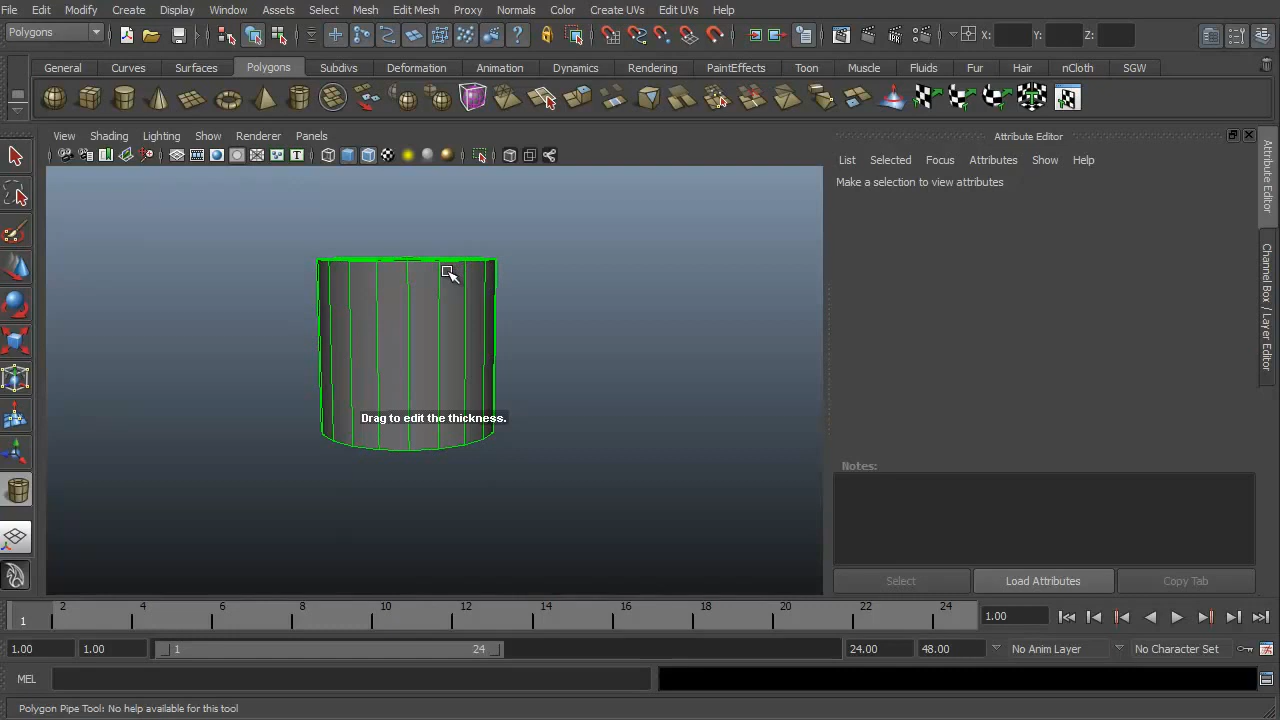 File Edit Modify Create Display Window Assets Select Mesh Edit Mesh Proxy Normals Color Create UVs Edit UVs Help
Polygons X: Y: Z:
General Curves Surfaces Polygons Subdivs Deformation Animation Dynamics Rendering PaintEffects Toon Muscle Fluids Fur Hair nCloth SGW
View Shading Lighting Show Renderer Panels
Attribute Editor
List Selected Focus Attributes Show Help
Make a selection to view attributes
Attribute Editor
Channel Box / Layer Editor
Drag to edit the thickness.
Notes:
Select Load Attributes Copy Tab
1 2 4 6 8 10 12 14 16 18 20 22 24 1.00
1.00 1.00 1 24 24.00 48.00 No Anim Layer No Character Set
MEL
Polygon Pipe Tool: No help available for this tool